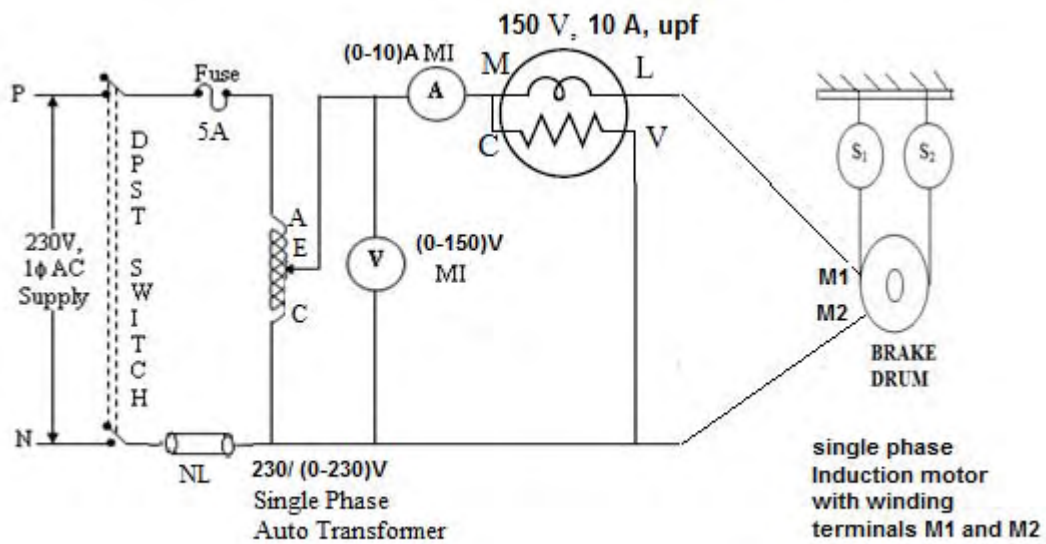 150 V, 10 A, upf
(0-10)A MI
M
L
Fuse
P
A
5A
C
V
S1
S2
DPST SWITCH
A
E
(0-150)V
230V,
V
MI
1ϕ AC
Supply
M1
C
M2
BRAKE
DRUM
N
NL
230/ (0-230)V
Single Phase
Auto Transformer
single phase
Induction motor
with winding
terminals M1 and M2